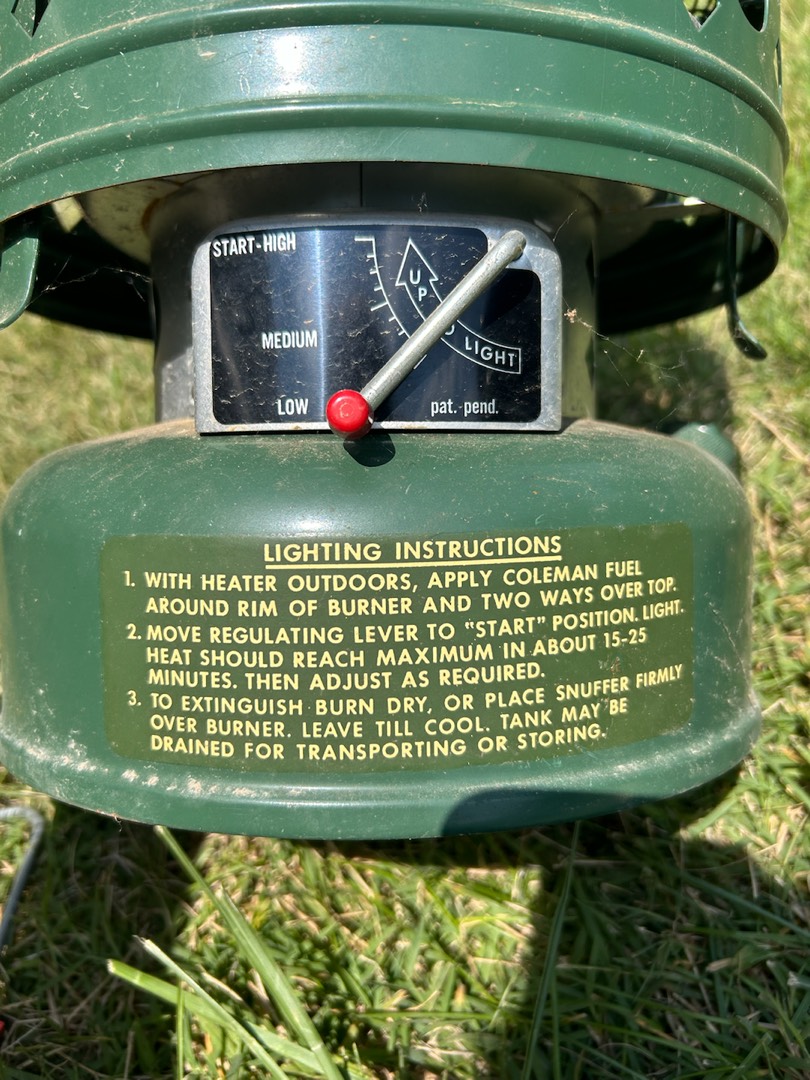 START-HIGH
UP
LIGHT
MEDIUM
LOW
pat. pend.
LIGHTING INSTRUCTIONS
1. WITH HEATER OUTDOORS, APPLY COLEMAN FUEL
AROUND RIM OF BURNER AND TWO WAYS OVER TOP.
2. MOVE REGULATING LEVER TO "START" POSITION. LIGHT.
HEAT SHOULD REACH MAXIMUM IN ABOUT 15-25
MINUTES. THEN ADJUST AS REQUIRED.
3. TO EXTINGUISH BURN DRY, OR PLACE SNUFFER FIRMLY
OVER BURNER. LEAVE TILL COOL. TANK MAY BE
DRAINED FOR TRANSPORTING OR STORING.